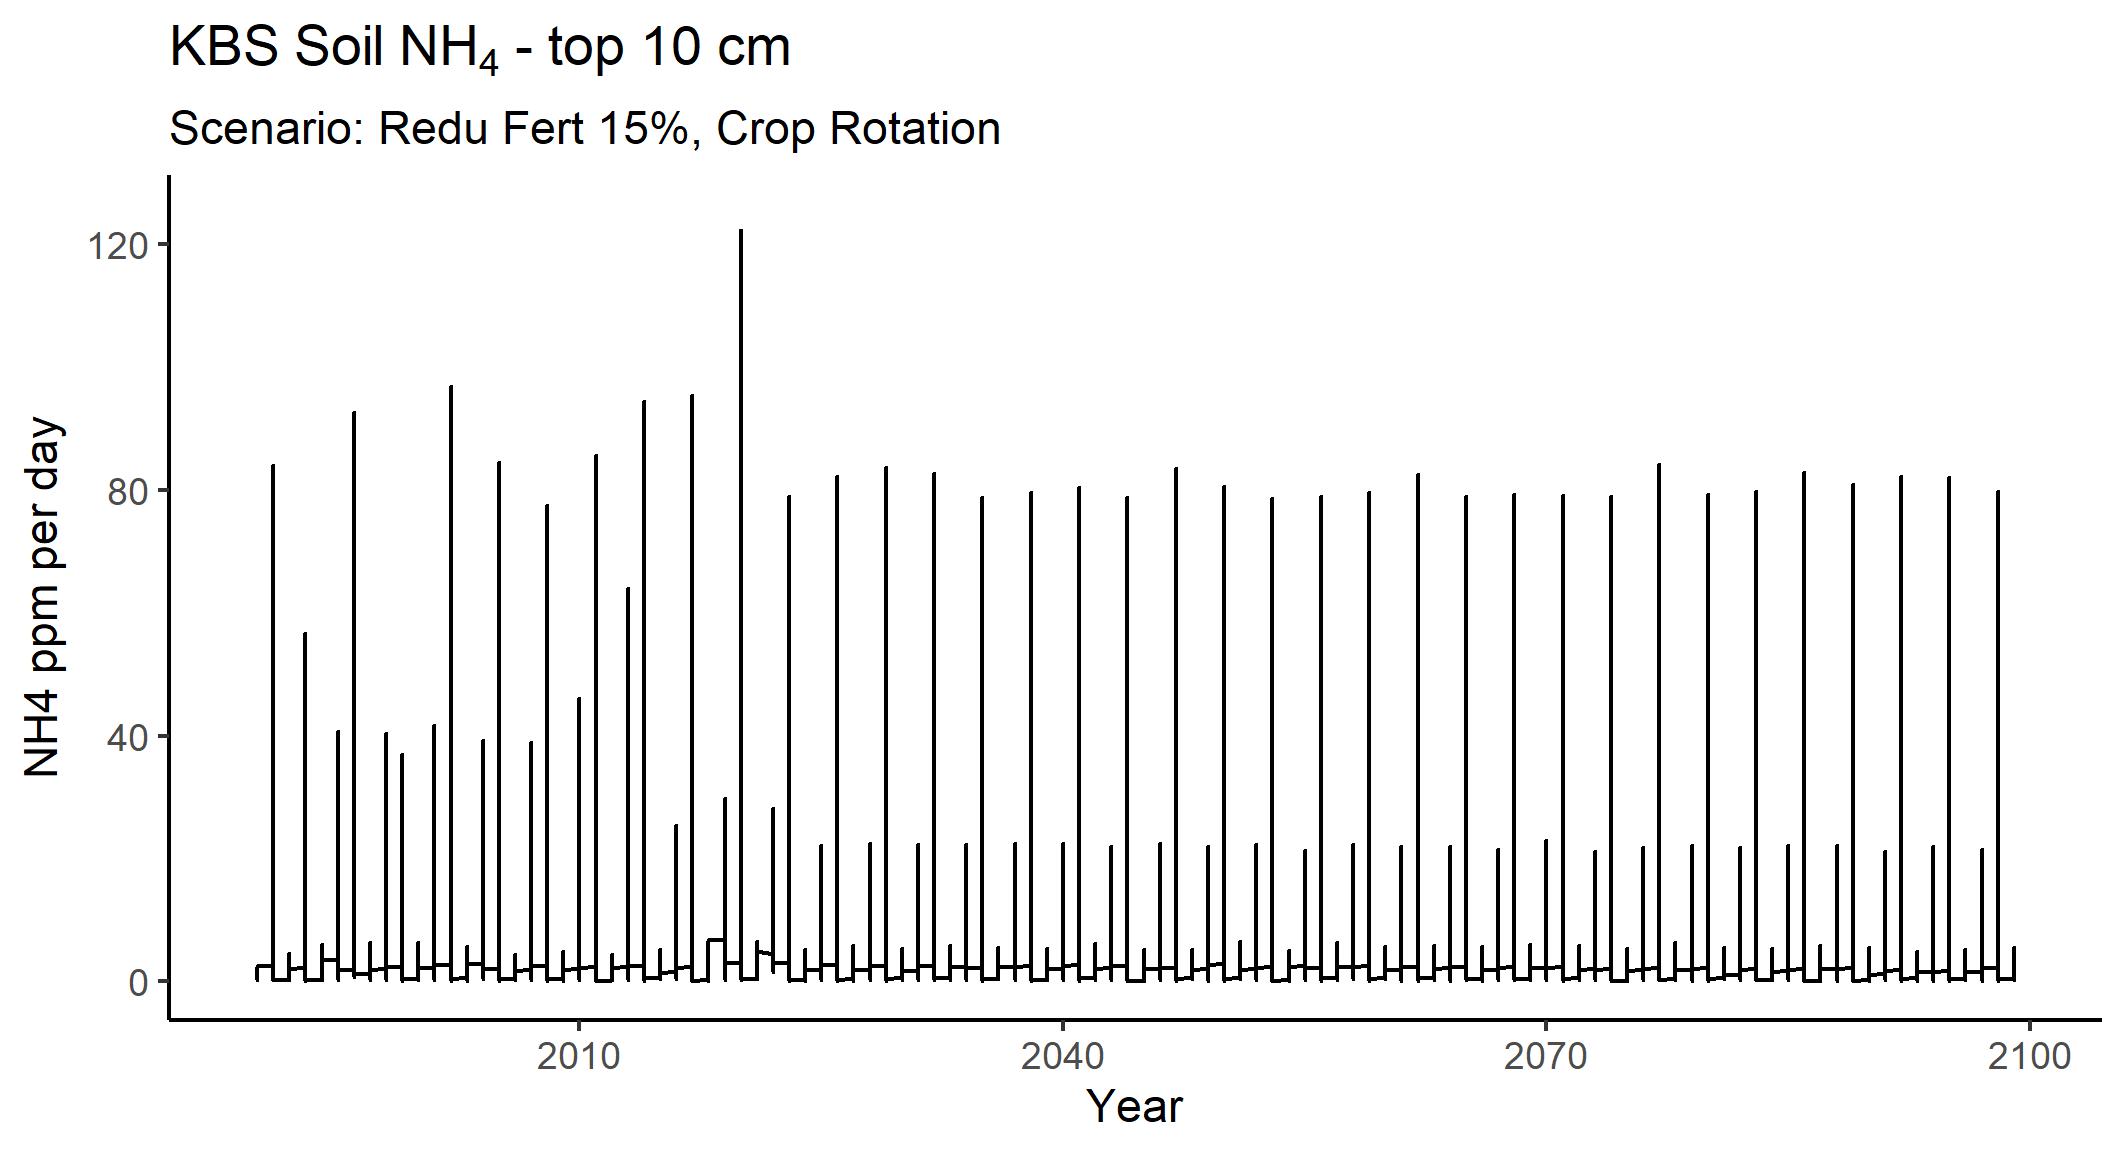 KBS Soil NH₄ - top 10 cm
Scenario: Redu Fert 15%, Crop Rotation
NH4 ppm per day
120
80
40
0
2010 2040 2070 2100
Year